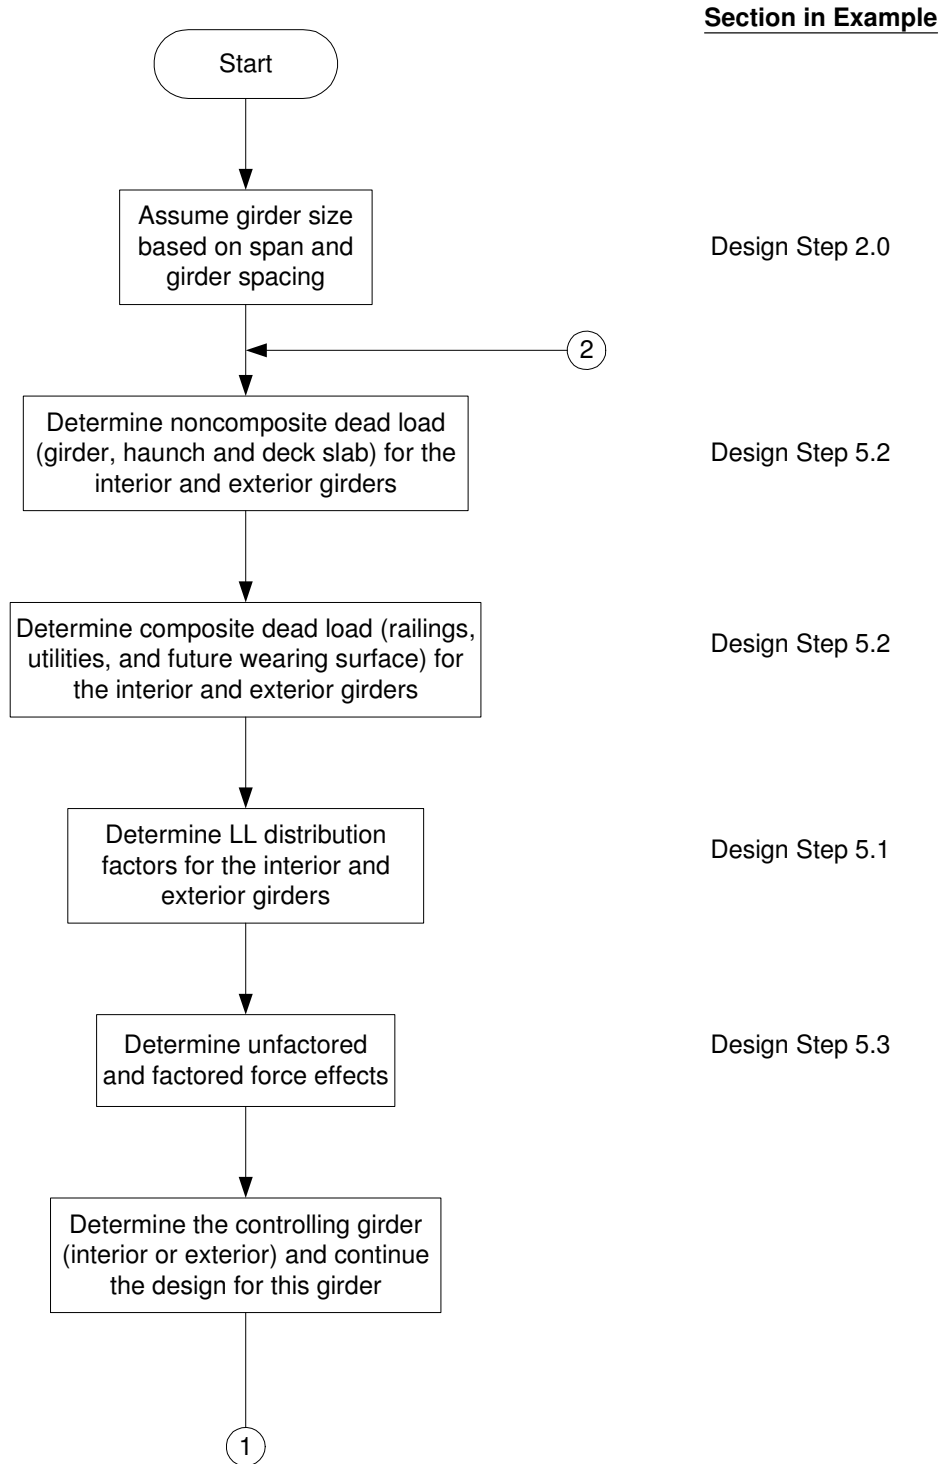 Section in Example
Start
Assume girder size
based on span and
girder spacing
Design Step 2.0
2
Determine noncomposite dead load
(girder, haunch and deck slab) for the
interior and exterior girders
Design Step 5.2
Determine composite dead load (railings,
utilities, and future wearing surface) for
the interior and exterior girders
Design Step 5.2
Determine LL distribution
factors for the interior and
exterior girders
Design Step 5.1
Determine unfactored
and factored force effects
Design Step 5.3
Determine the controlling girder
(interior or exterior) and continue
the design for this girder
1